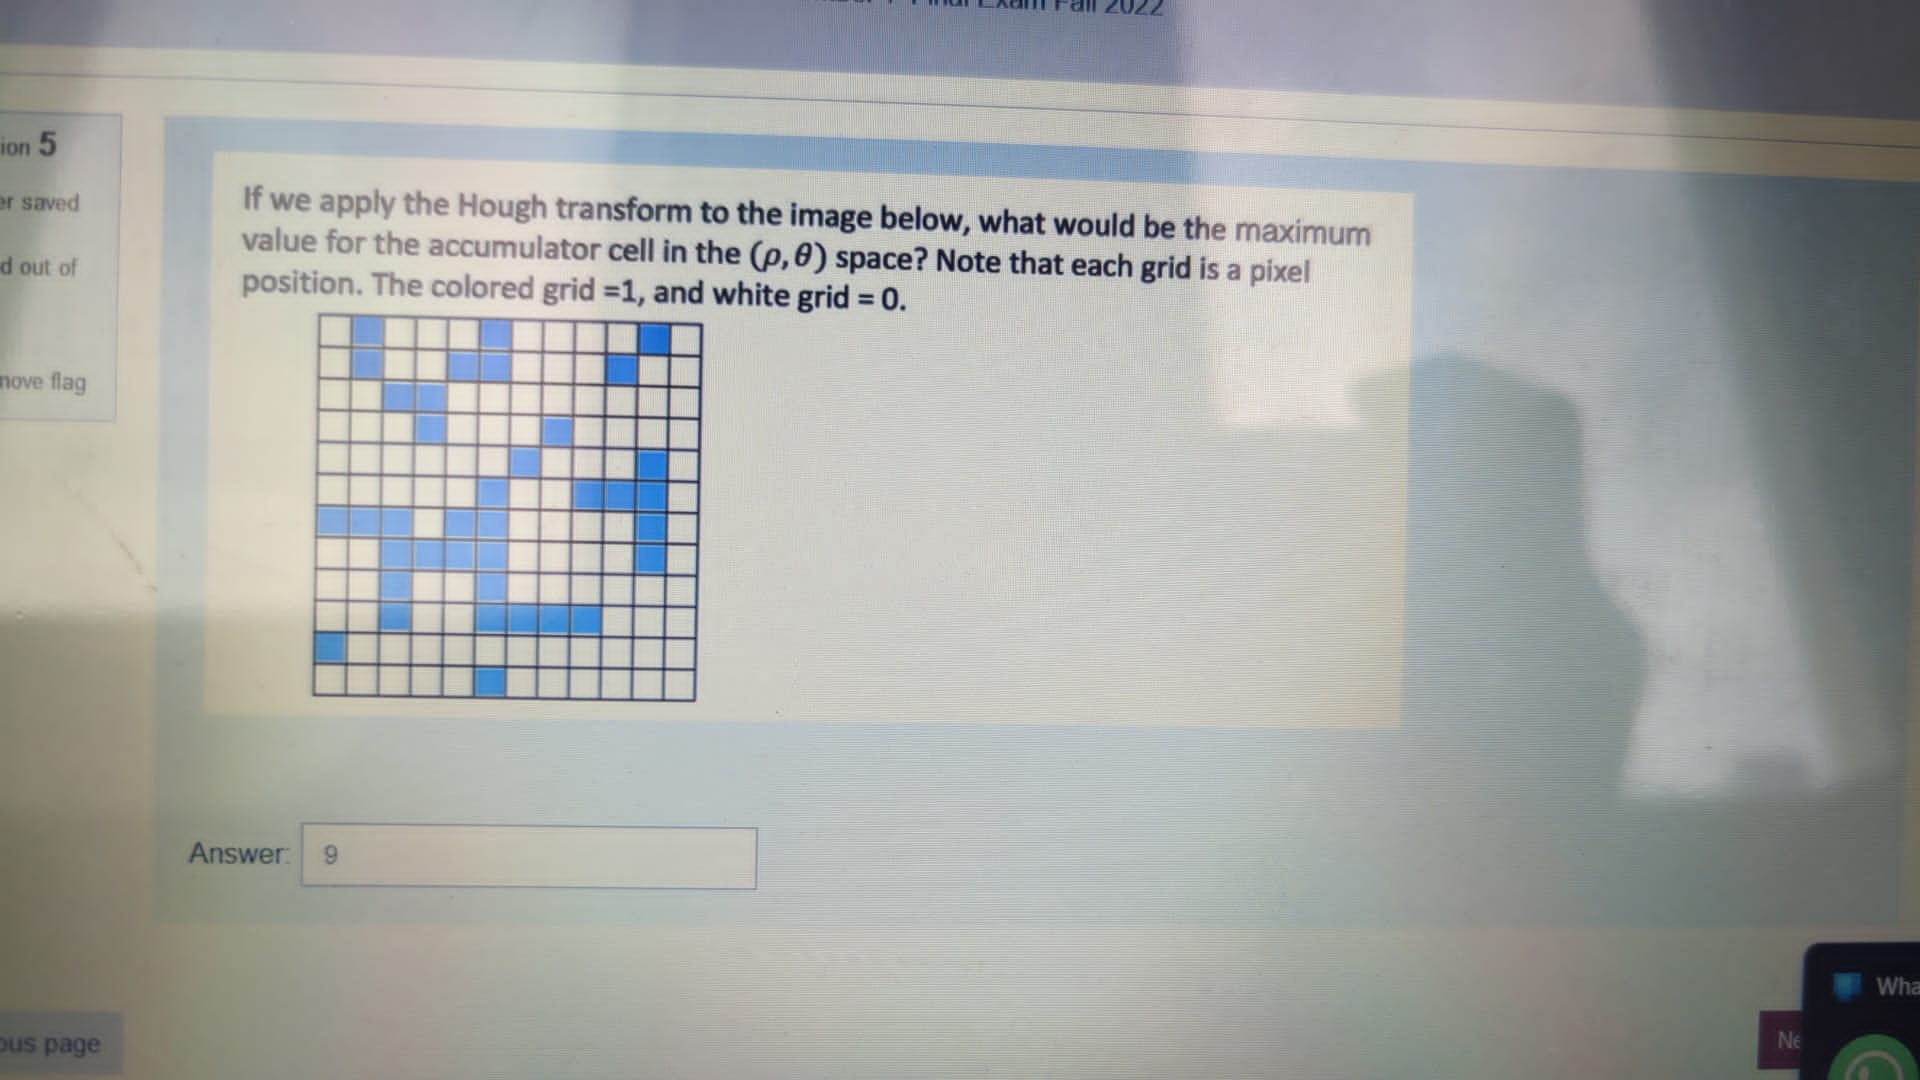 Final Exam Fall 2022
ion 5
er saved
d out of
nove flag
If we apply the Hough transform to the image below, what would be the maximum
value for the accumulator cell in the (ρ,θ) space? Note that each grid is a pixel
position. The colored grid =1, and white grid = 0.
Answer: 9
ous page
Ne
Wha